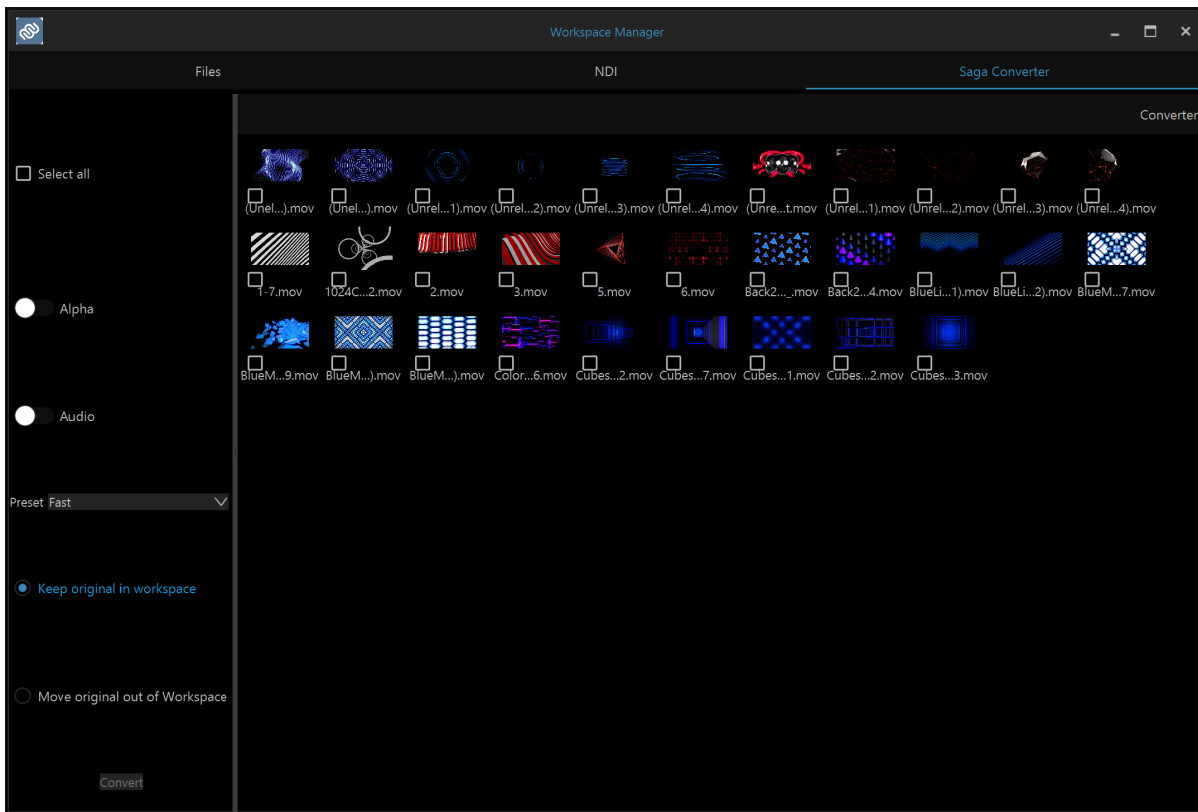 Workspace Manager
Files NDI Saga Converter
Converter
Select all
(Unel...).mov (Unel...).mov (Unrel...1).mov (Unrel...2).mov (Unrel...3).mov (Unrel...4).mov (Unre...t.mov (Unrel...1).mov (Unrel...2).mov (Unrel...3).mov (Unrel...4).mov
1-7.mov 1024C...2.mov 2.mov 3.mov 5.mov 6.mov Back2..._.mov Back2...4.mov BlueLi...1).mov BlueLi...2).mov BlueM...7.mov
Alpha
BlueM...9.mov BlueM...).mov BlueM...).mov Color...6.mov Cubes...2.mov Cubes...7.mov Cubes...1.mov Cubes...2.mov Cubes...3.mov
Audio
Preset Fast
Keep original in workspace
Move original out of Workspace
Convert